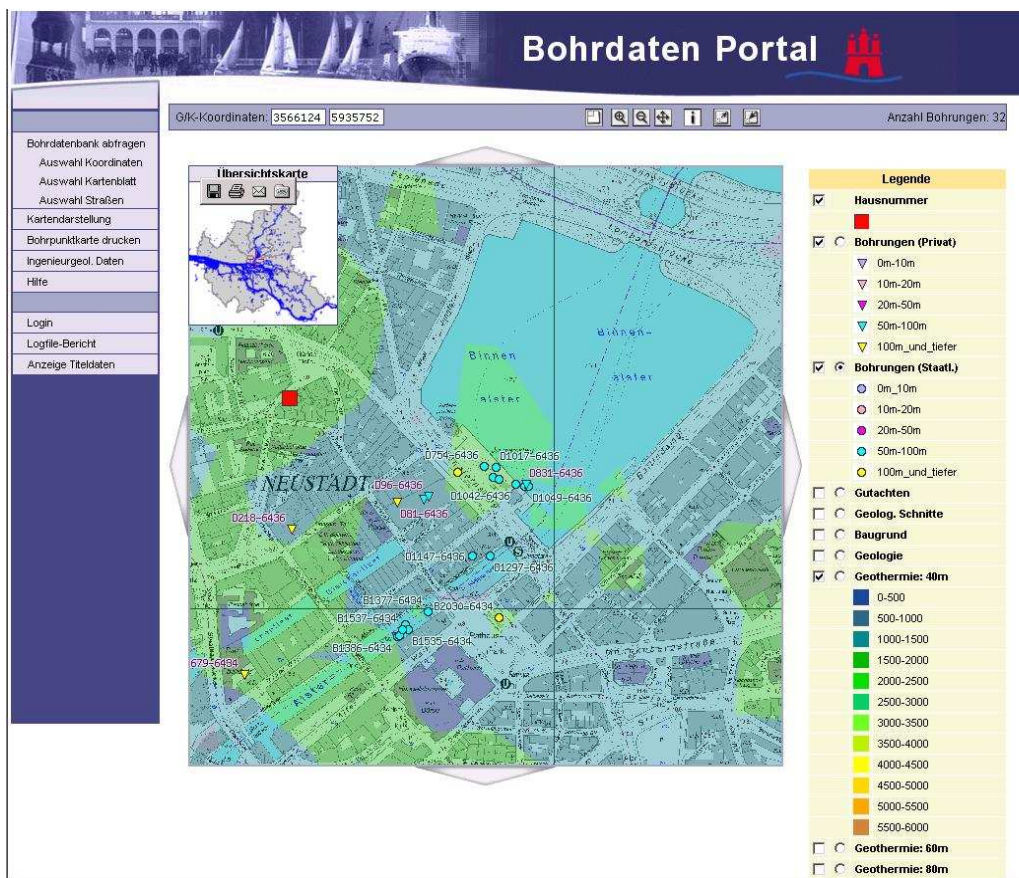 Bohrdaten Portal
G/K-Koordinaten: 3566124 5935752
Anzahl Bohrungen: 32
Bohrdatenbank abfragen
Auswahl Koordinaten
Auswahl Kartenblatt
Auswahl Straßen
Kartendarstellung
Bohrpunktkarte drucken
Ingenieurgeol. Daten
Hilfe
Login
Logfile-Bericht
Anzeige Titeldaten
Übersichtskarte
Binnen
alster
Binnen-
alster
D754-6436
D1017-6436
D831-6436
NEUSTADT
D96-6436
D1042-6436
D1049-6436
D81-6436
D218-6436
D1147-6436
D1297-6436
B1377-6434
B2030-6434
B1537-6434
B1535-6434
B1386-6434
679-6434
Rathaus-
Alster-
Legende
Hausnummer
Bohrungen (Privat)
0m-10m
10m-20m
20m-50m
50m-100m
100m_und_tiefer
Bohrungen (Staatl.)
0m_10m
10m-20m
20m-50m
50m-100m
100m_und_tiefer
Gutachten
Geolog. Schnitte
Baugrund
Geologie
Geothermie: 40m
0-500
500-1000
1000-1500
1500-2000
2000-2500
2500-3000
3000-3500
3500-4000
4000-4500
4500-5000
5000-5500
5500-6000
Geothermie: 60m
Geothermie: 80m